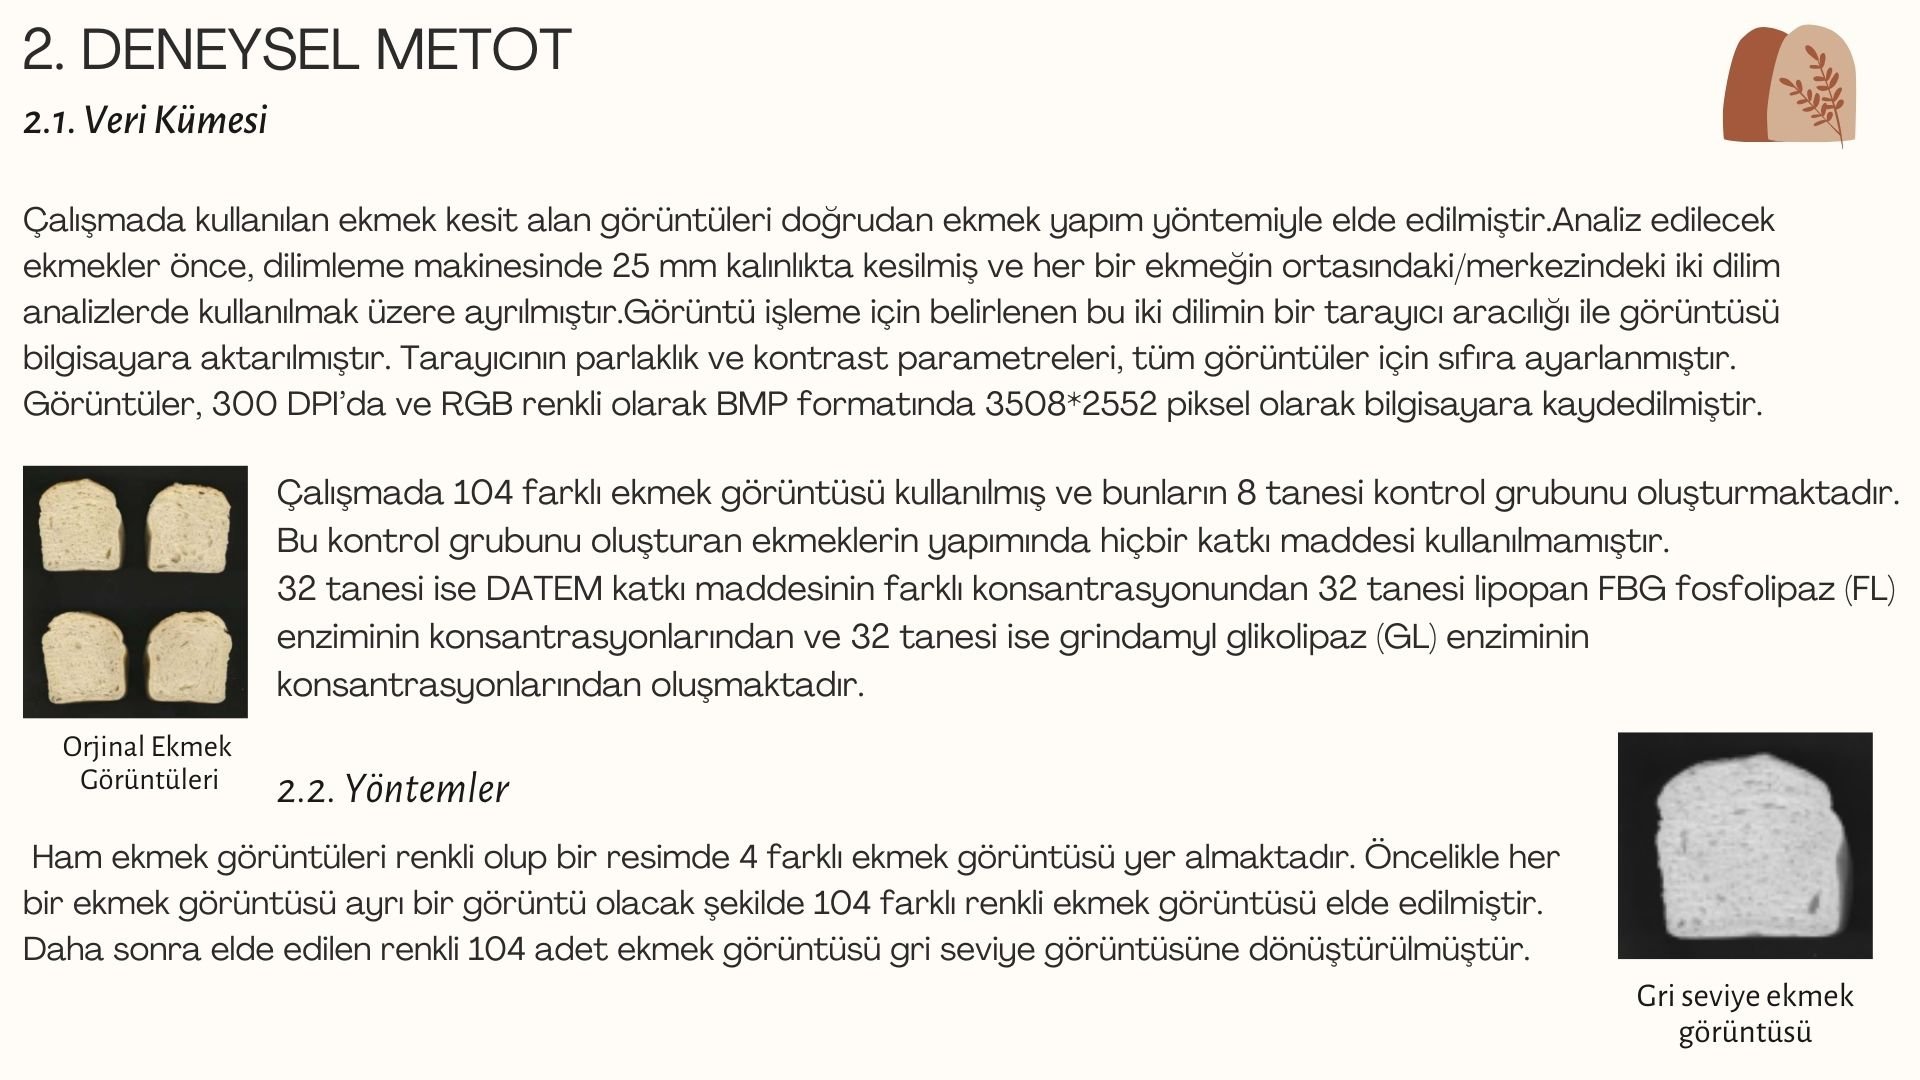 2. DENEYSEL METOT
2.1. Veri Kümesi
Çalışmada kullanılan ekmek kesit alan görüntüleri doğrudan ekmek yapım yöntemiyle elde edilmiştir.Analiz edilecek
ekmekler önce, dilimleme makinesinde 25 mm kalınlıkta kesilmiş ve her bir ekmeğin ortasındaki/merkezindeki iki dilim
analizlerde kullanılmak üzere ayrılmıştır.Görüntü işleme için belirlenen bu iki dilimin bir tarayıcı aracılığı ile görüntüsü
bilgisayara aktarılmıştır. Tarayıcının parlaklık ve kontrast parametreleri, tüm görüntüler için sıfıra ayarlanmıştır.
Görüntüler, 300 DPI’da ve RGB renkli olarak BMP formatında 3508*2552 piksel olarak bilgisayara kaydedilmiştir.
Çalışmada 104 farklı ekmek görüntüsü kullanılmış ve bunların 8 tanesi kontrol grubunu oluşturmaktadır.
Bu kontrol grubunu oluşturan ekmeklerin yapımında hiçbir katkı maddesi kullanılmamıştır.
32 tanesi ise DATEM katkı maddesinin farklı konsantrasyonundan 32 tanesi lipopan FBG fosfolipaz (FL)
enziminin konsantrasyonlarından ve 32 tanesi ise grindamyl glikolipaz (GL) enziminin
konsantrasyonlarından oluşmaktadır.
Orjinal Ekmek
Görüntüleri
2.2. Yöntemler
Ham ekmek görüntüleri renkli olup bir resimde 4 farklı ekmek görüntüsü yer almaktadır. Öncelikle her
bir ekmek görüntüsü ayrı bir görüntü olacak şekilde 104 farklı renkli ekmek görüntüsü elde edilmiştir.
Daha sonra elde edilen renkli 104 adet ekmek görüntüsü gri seviye görüntüsüne dönüştürülmüştür.
Gri seviye ekmek
görüntüsü